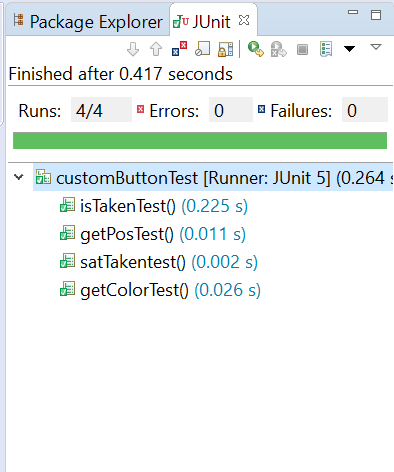 Package Explorer JUnit
Finished after 0.417 seconds
Runs: 4/4 Errors: 0 Failures: 0
customButtonTest [Runner: JUnit 5] (0.264 s
isTakenTest() (0.225 s)
getPosTest() (0.011 s)
satTakentest() (0.002 s)
getColorTest() (0.026 s)